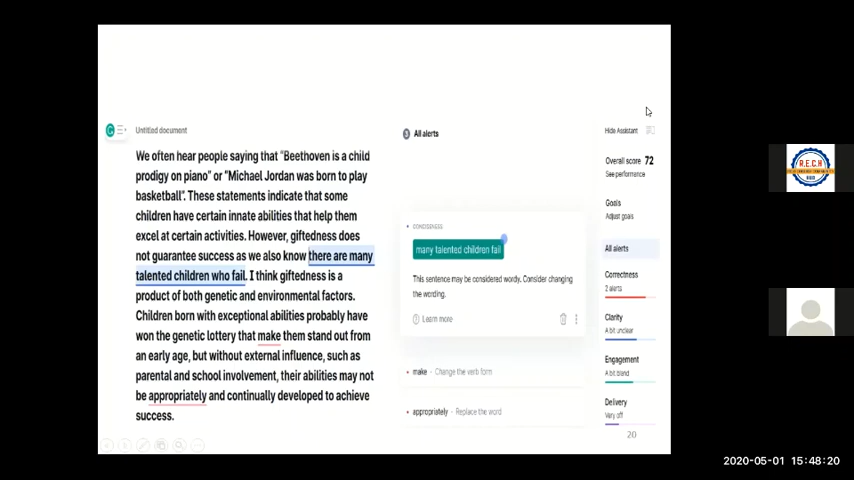 Untitled document
We often hear people saying that "Beethoven is a child
prodigy on piano" or "Michael Jordan was born to play
basketball". These statements indicate that some
children have certain innate abilities that help them
excel at certain activities. However, giftedness does
not guarantee success as we also know there are many
talented children who fail. I think giftedness is a
product of both genetic and environmental factors.
Children born with exceptional abilities probably have
won the genetic lottery that make them stand out from
an early age, but without external influence, such as
parental and school involvement, their abilities may not
be appropriately and continually developed to achieve
success.
3 All alerts
CONCISENESS
many talented children fail
This sentence may be considered wordy. Consider changing
the wording.
Learn more
make - Change the verb form
appropriately - Replace the word
Hide Assistant
Overall score 72
See performance
Goals
Adjust goals
All alerts
Correctness
2 alerts
Clarity
A bit unclear
Engagement
A bit bland
Delivery
Very off
20
R.E.C.H
2020-05-01 15:48:20